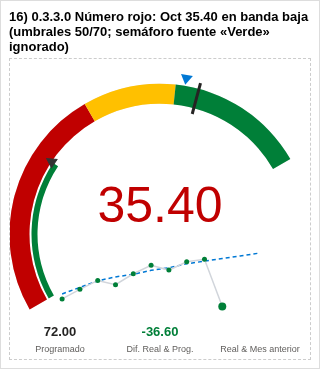 16) 0.3.3.0 Número rojo: Oct 35.40 en banda baja
(umbrales 50/70; semáforo fuente «Verde»
ignorado)
35.40
72.00 -36.60
Programado Dif. Real & Prog. Real & Mes anterior